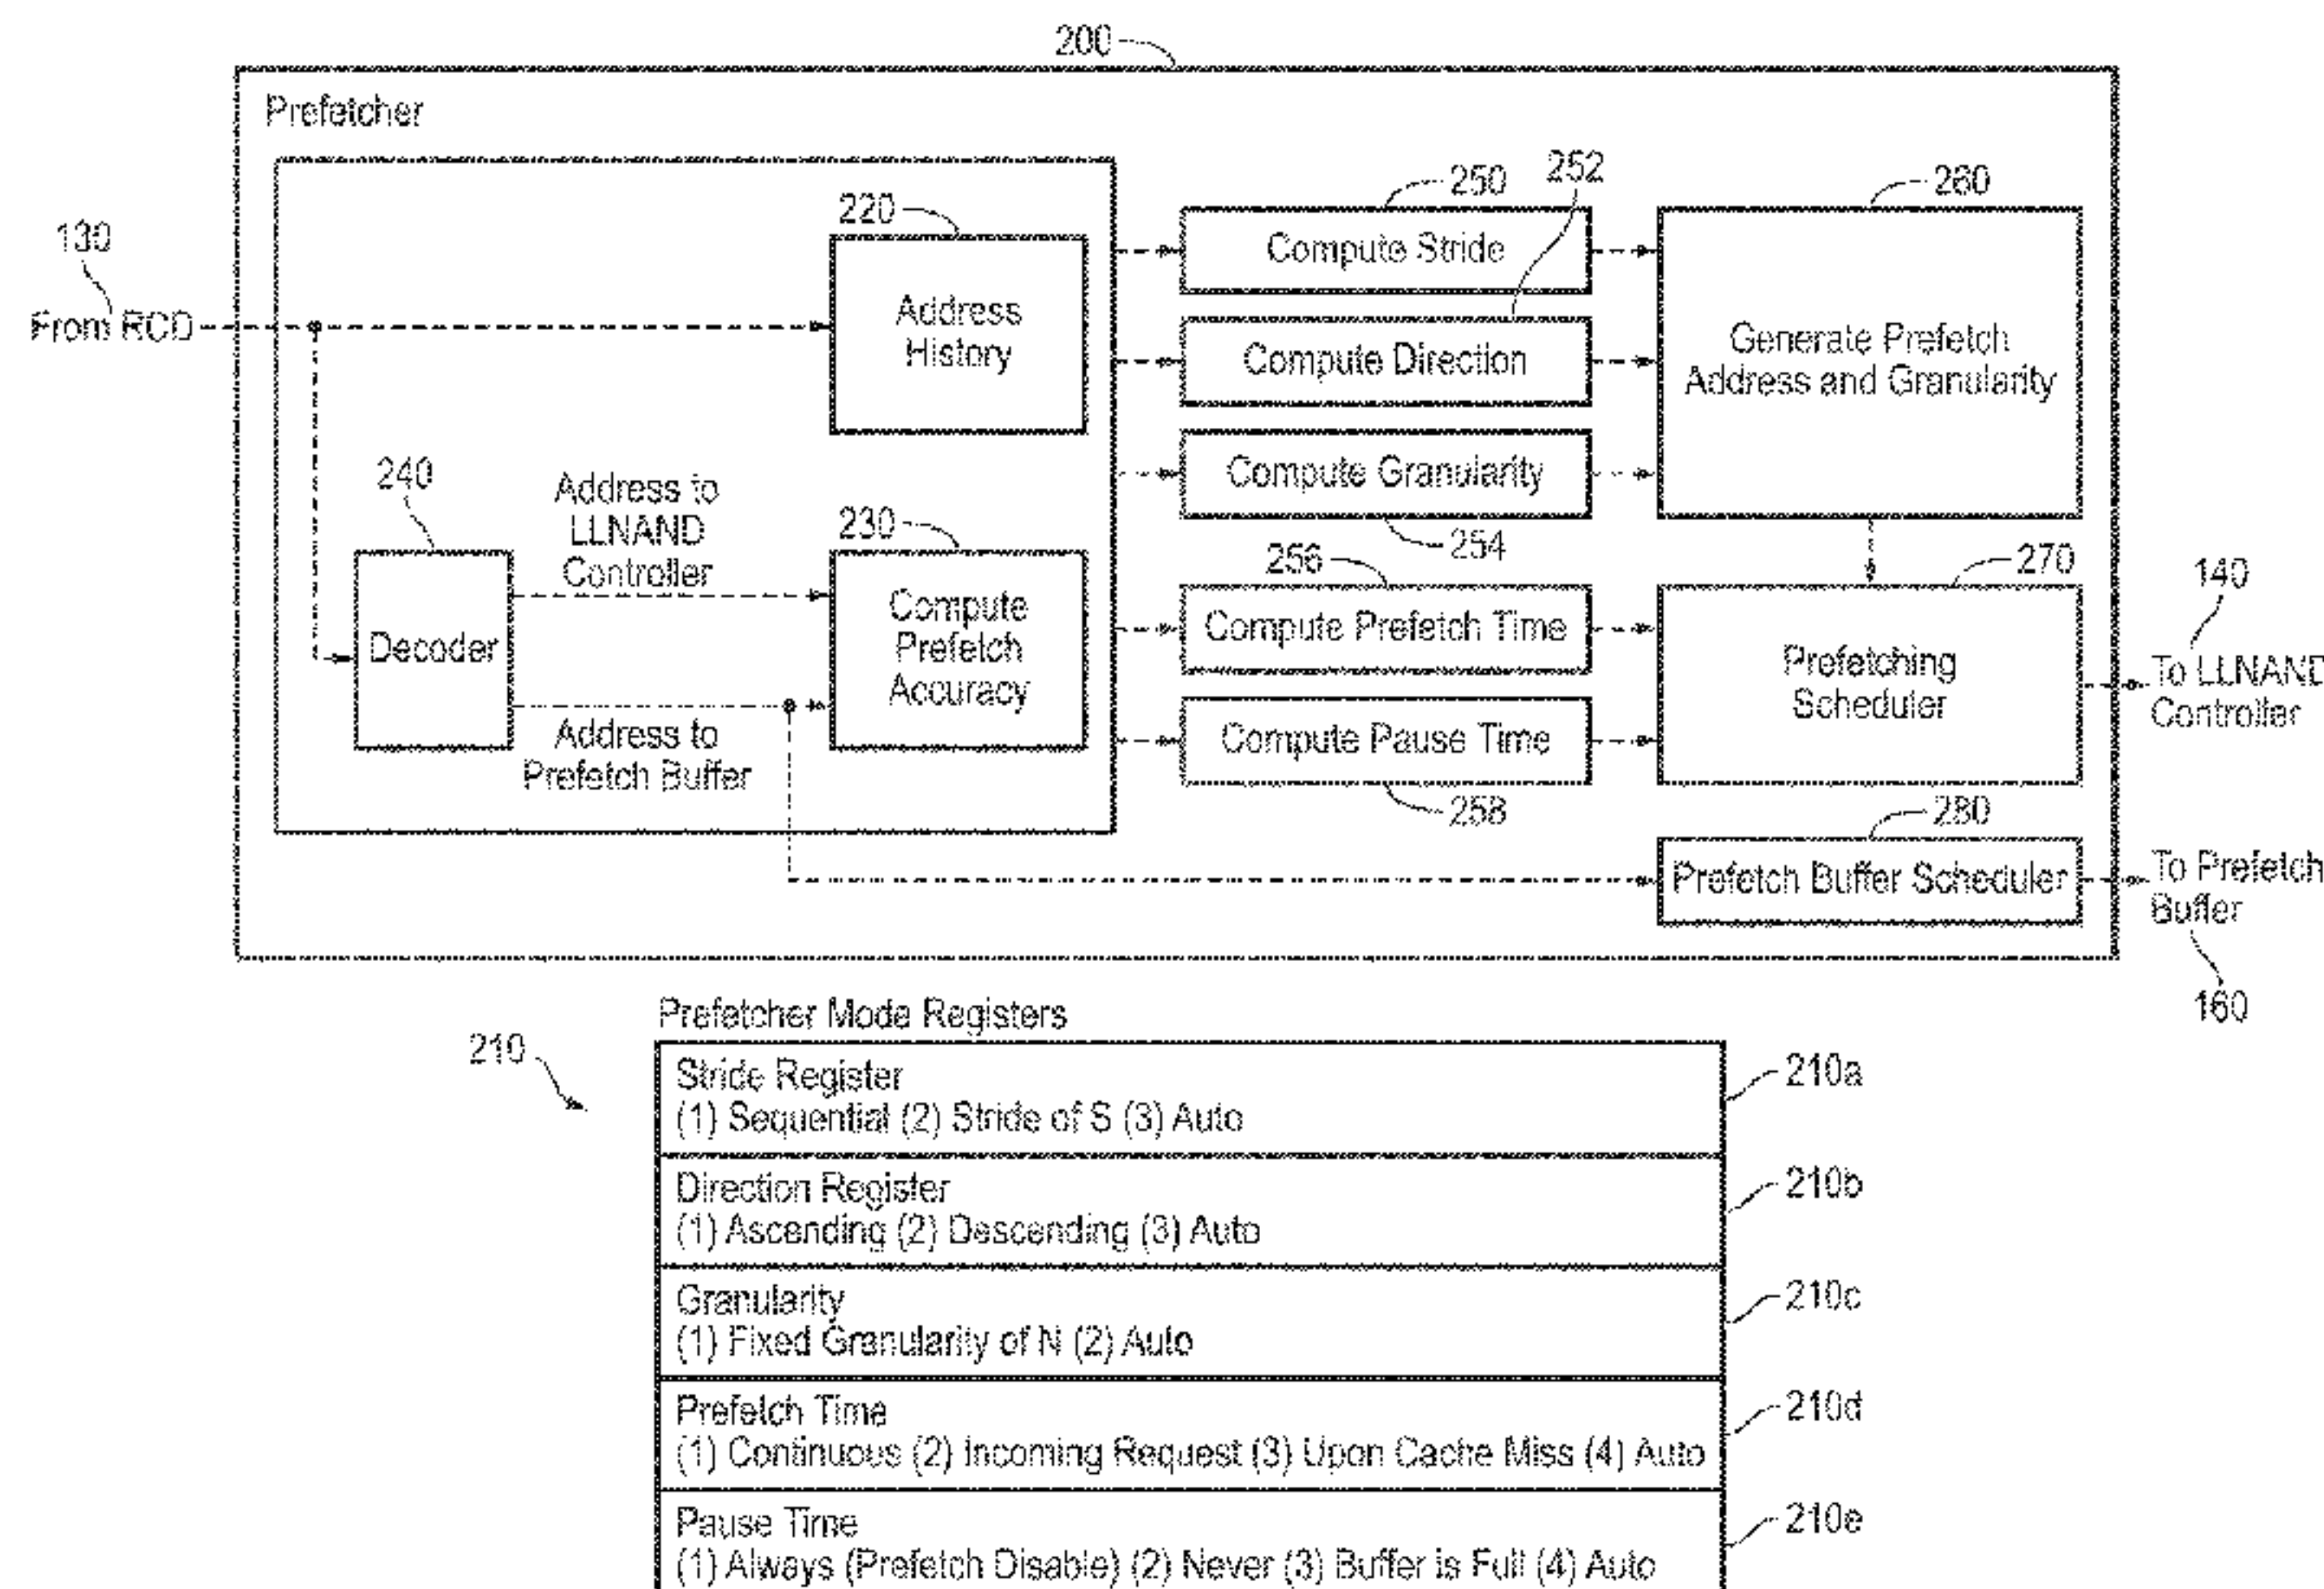 200
Prefetcher
130
From RCD
220
Address
History
240
Decoder
Address to
LLNAND
Controller
Address to
Prefetch Buffer
230
Compute
Prefetch
Accuracy
250
Compute Stride
252
Compute Direction
Compute Granularity
254
256
Compute Prefetch Time
Compute Pause Time
258
260
Generate Prefetch
Address and Granularity
270
Prefetching
Scheduler
280
Prefetch Buffer Scheduler
140
To LLNAND
Controller
To Prefetch
Buffer
160
Prefetcher Mode Registers
210
Stride Register
(1) Sequential (2) Stride of S (3) Auto
210a
Direction Register
(1) Ascending (2) Descending (3) Auto
210b
Granularity
(1) Fixed Granularity of N (2) Auto
210c
Prefetch Time
(1) Continuous (2) Incoming Request (3) Upon Cache Miss (4) Auto
210d
Pause Time
(1) Always (Prefetch Disable) (2) Never (3) Buffer is Full (4) Auto
210e